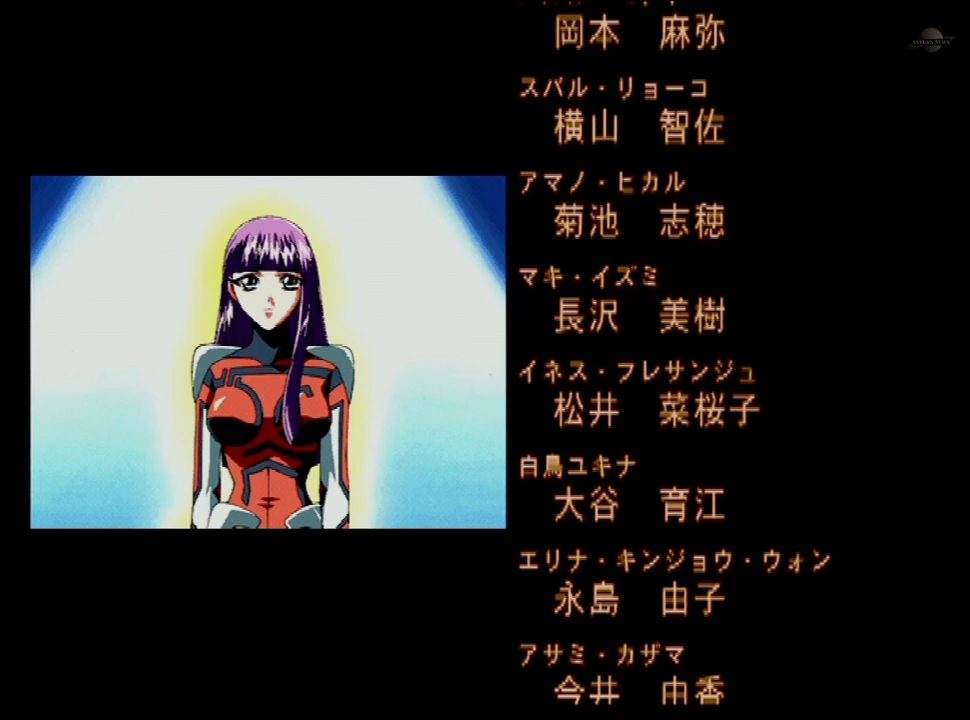 岡本 麻弥
スバル・リョーコ
横山 智佐
アマノ・ヒカル
菊池 志穂
マキ・イズミ
長沢 美樹
イネス・フレサンジュ
松井 菜桜子
白鳥ユキナ
大谷 育江
エリナ・キンジョウ・ウォン
永島 由子
アサミ・カザマ
今井 由香
SATURN NEWS